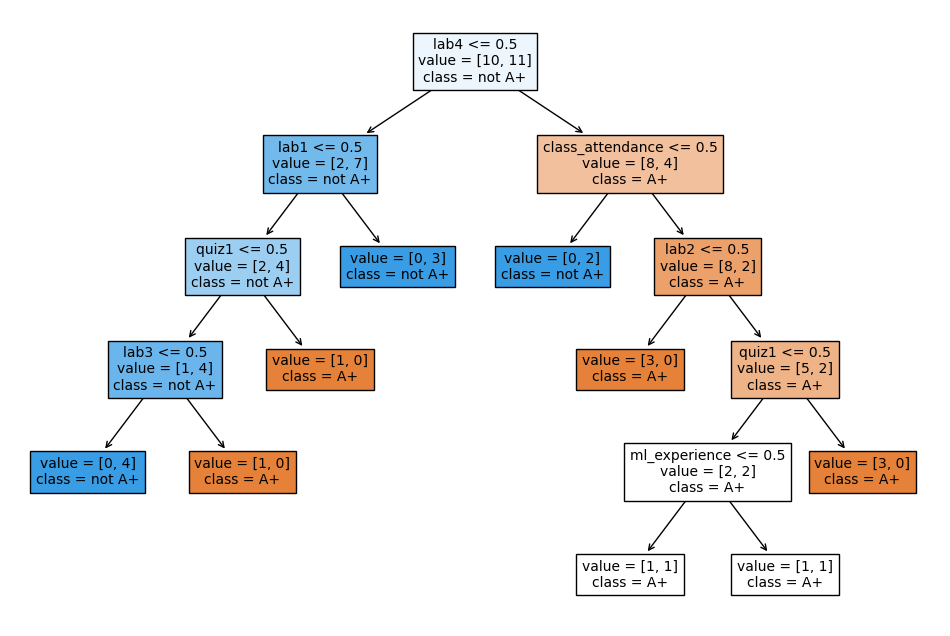 lab4 <= 0.5
value = [10, 11]
class = not A+
lab1 <= 0.5
value = [2, 7]
class = not A+
class_attendance <= 0.5
value = [8, 4]
class = A+
quiz1 <= 0.5
value = [2, 4]
class = not A+
value = [0, 3]
class = not A+
value = [0, 2]
class = not A+
lab2 <= 0.5
value = [8, 2]
class = A+
lab3 <= 0.5
value = [1, 4]
class = not A+
value = [1, 0]
class = A+
value = [3, 0]
class = A+
quiz1 <= 0.5
value = [5, 2]
class = A+
value = [0, 4]
class = not A+
value = [1, 0]
class = A+
ml_experience <= 0.5
value = [2, 2]
class = A+
value = [3, 0]
class = A+
value = [1, 1]
class = A+
value = [1, 1]
class = A+